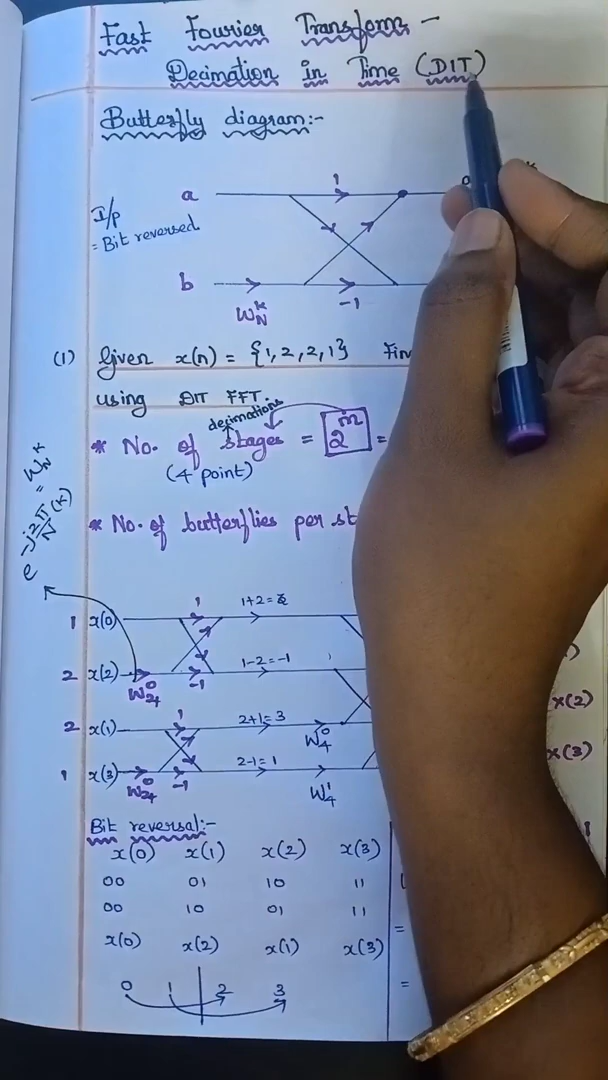 Fast Fourier Transform -
Decimation in Time (DIT)
Butterfly diagram:-
a
1
I/p
= Bit reversed
b
W_N^k
-1
(1) Given x(n) = {1, 2, 2, 1}
using DIT FFT.
decimations
* No. of stages = 2^m =
(4 point)
e^{-j2π/N (k)} = W_N^k
* No. of butterflies per
1 x(0) 1 1+2=3
2 x(2) -1 1-2=-1
2 x(1) 1 2+1=3 W_4^0
1 x(3) -1 2-1=1 W_4^1
x(2)
x(3)
Bit reversal:-
x(0) x(1) x(2) x(3)
00 01 10 11
00 10 01 11
x(0) x(2) x(1) x(3)
0 1 2 3
=
=